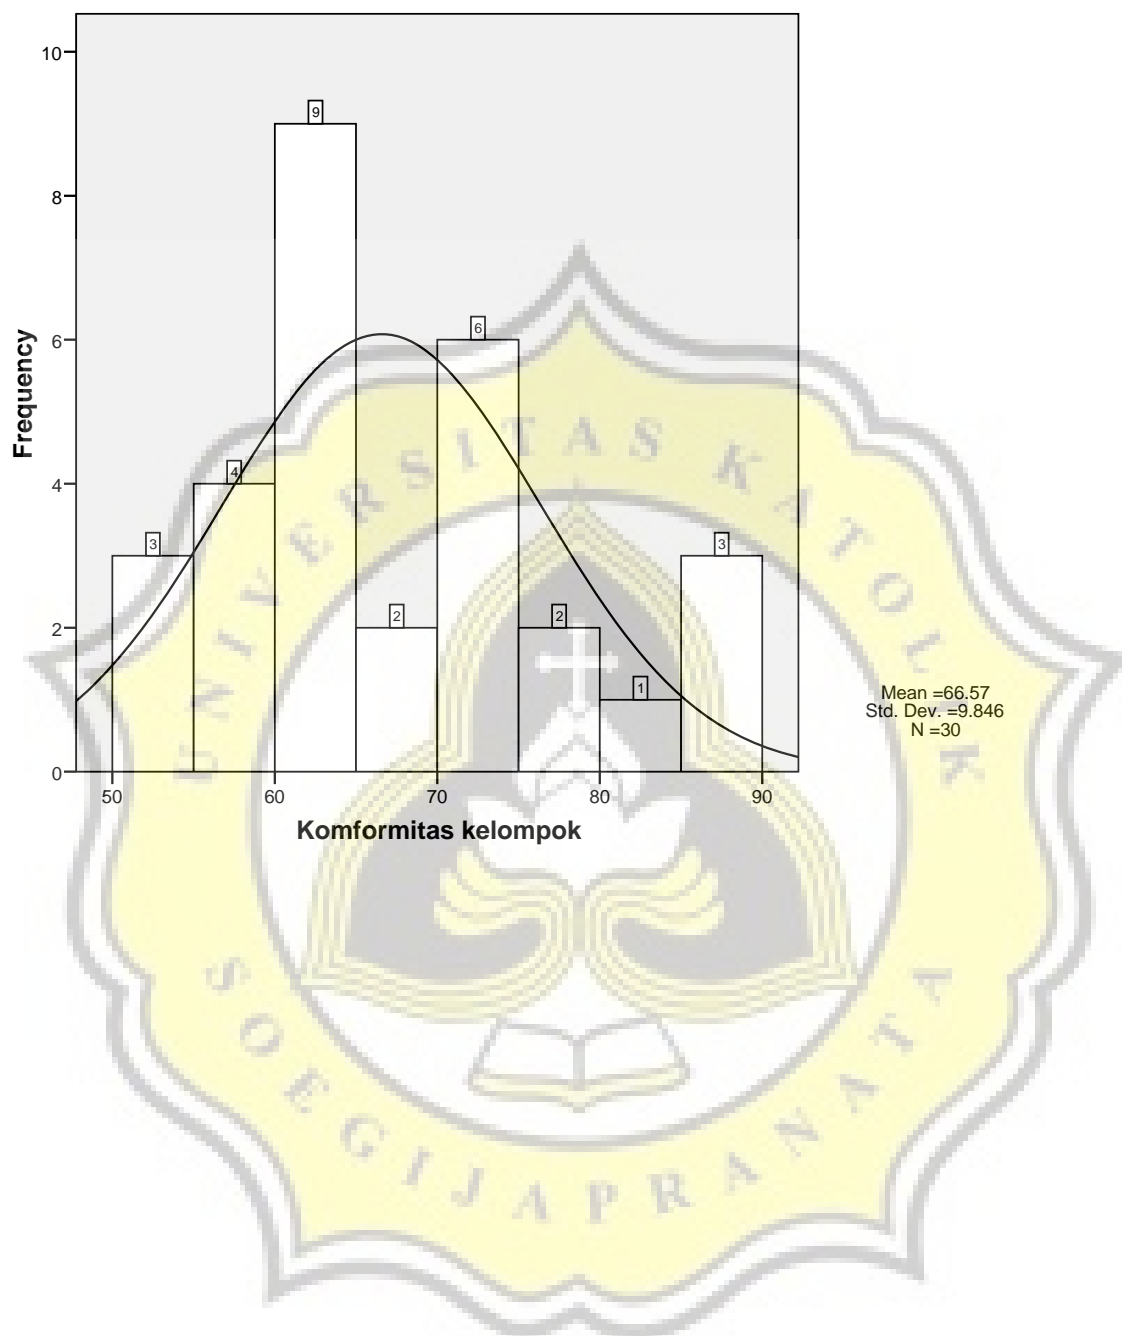 10
9
8
6
6
Frequency
4
4
3
3
2
2
2
1
Mean =66.57
Std. Dev. =9.846
N =30
0
50
60
70
80
90
Komformitas kelompok
UNIVERSITAS KATOLIK
SOEGIJAPRANATA